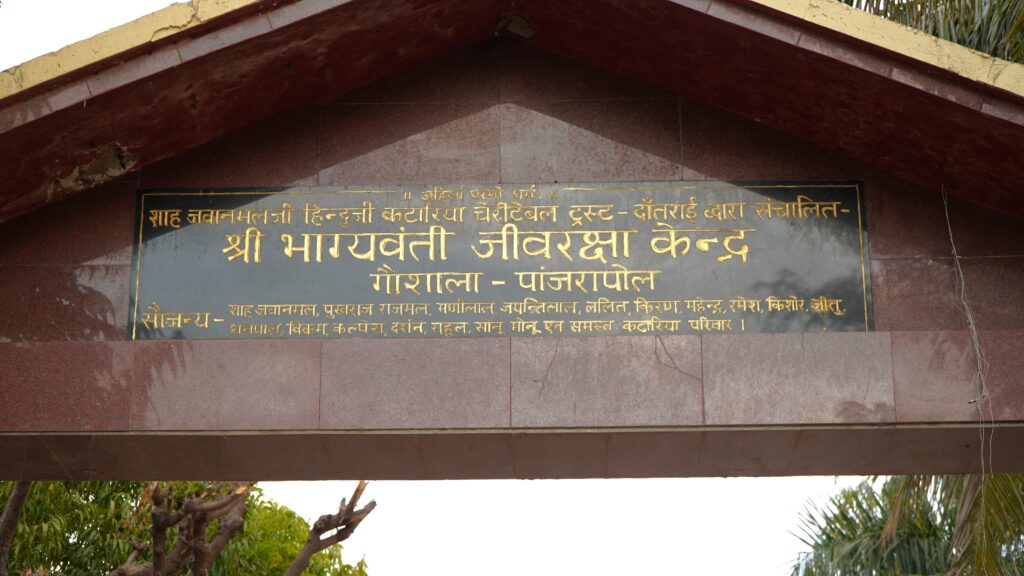 ॥ अहिंसा परमो धर्म: ॥
शाह जवानमलजी हिन्दुजी कटारिया चेरीटेबल ट्रस्ट - दाँतराई द्वारा संचालित -
श्री भाग्यवंती जीवरक्षा केन्द्र
गौशाला - पांजरापोल
सौजन्य - शाह जवानमल, पुखराज, राजमल, मणीलाल, जयन्तिलाल, ललित, किरण, महेन्द्र, रमेश, किशोर, जीतु,
धनपाल, विक्रम, कल्पेश, दर्शन, राहुल, सोनू, मोनू एवं समस्त कटारिया परिवार ।